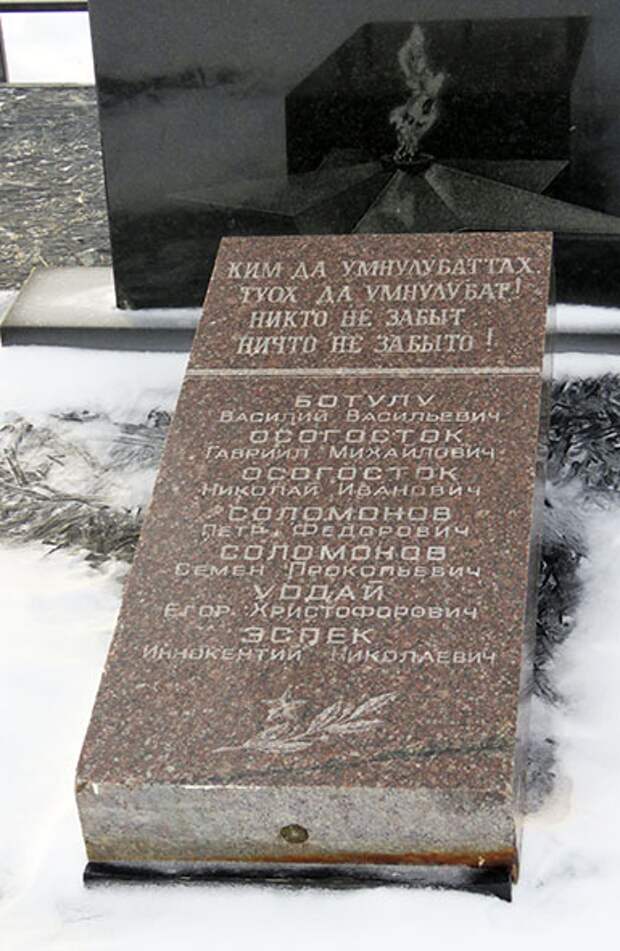 КИМ ДА УМНУЛУБАТТАХ.
ТУОХ ДА УМНУЛУБАТ!
НИКТО НЕ ЗАБЫТ
НИЧТО НЕ ЗАБЫТО!
БОТУЛУ
ВАСИЛИЙ ВАСИЛЬЕВИЧ
ОСОГОСТОК
ГАВРИИЛ МИХАИЛОВИЧ
ОСОГОСТОК
НИКОЛАЙ ИВАНОВИЧ
СОЛОМОНОВ
ПЕТР ФЕДОРОВИЧ
СОЛОМОНОВ
СЕМЕН ПРОКОПЬЕВИЧ
УОДАЙ
ЕГОР ХРИСТОФОРОВИЧ
ЭСПЕК
ИННОКЕНТИЙ НИКОЛАЕВИЧ